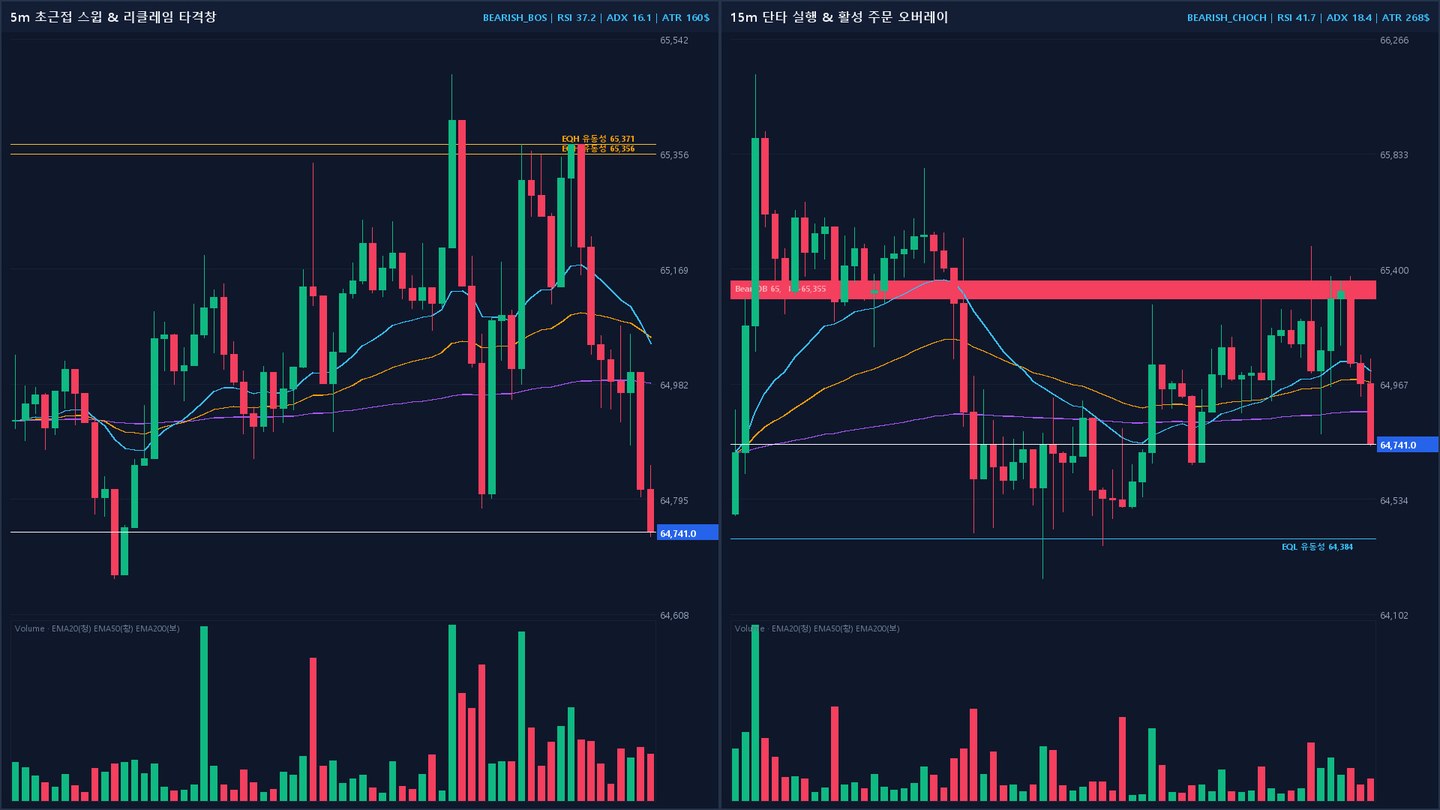 5m 초근접 스윕 & 리클레임 타격창
BEARISH_BOS | RSI 37.2 | ADX 16.1 | ATR 160$
65,542
EQH 유동성 65,371
유동성 65,356
65,356
65,169
64,982
64,795
64,741.0
64,608
Volume · EMA20(청) EMA50(황) EMA200(보)
15m 단타 실행 & 활성 주문 오버레이
BEARISH_CHOCH | RSI 41.7 | ADX 18.4 | ATR 268$
66,266
65,833
65,400
65,355
64,967
64,741.0
64,534
EQL 유동성 64,384
64,102
Volume · EMA20(청) EMA50(황) EMA200(보)